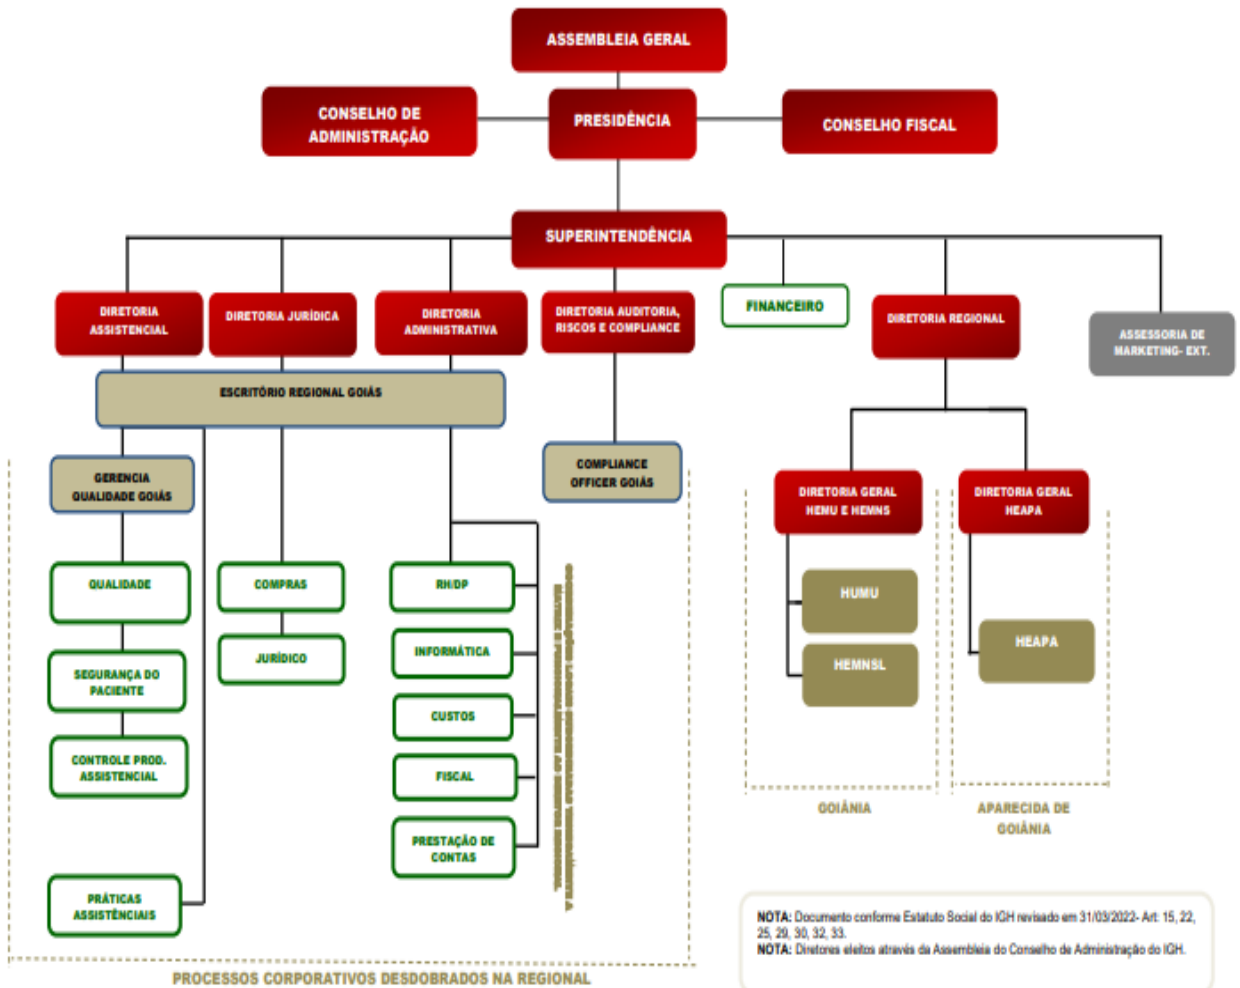 ASSEMBLEIA GERAL
CONSELHO DE
ADMINISTRAÇÃO
PRESIDÊNCIA
CONSELHO FISCAL
SUPERINTENDÊNCIA
DIRETORIA
ASSISTENCIAL
DIRETORIA JURÍDICA
DIRETORIA
ADMINISTRATIVA
DIRETORIA AUDITORIA,
RISCOS E COMPLIANCE
FINANCEIRO
DIRETORIA REGIONAL
ASSESSORIA DE
MARKETING- EXT.
ESCRITÓRIO REGIONAL GOIÁS
GERENCIA
QUALIDADE GOIÁS
COMPLIANCE
OFFICER GOIÁS
DIRETORIA GERAL
HEMU E HEMNS
DIRETORIA GERAL
HEAPA
QUALIDADE
SEGURANÇA DO
PACIENTE
CONTROLE PROD.
ASSISTENCIAL
PRÁTICAS
ASSISTÊNCIAIS
COMPRAS
JURÍDICO
RH/DP
INFORMÁTICA
CUSTOS
FISCAL
PRESTAÇÃO DE
CONTAS
HUMU
HEMNSL
HEAPA
GOIÂNIA
APARECIDA DE
GOIÂNIA
NOTA: Documento conforme Estatuto Social do IGH revisado em 31/03/2022- Art: 15, 22,
25, 29, 30, 32, 33.
NOTA: Diretores eleitos através da Assembleia do Conselho de Administração do IGH.
PROCESSOS CORPORATIVOS DESDOBRADOS NA REGIONAL